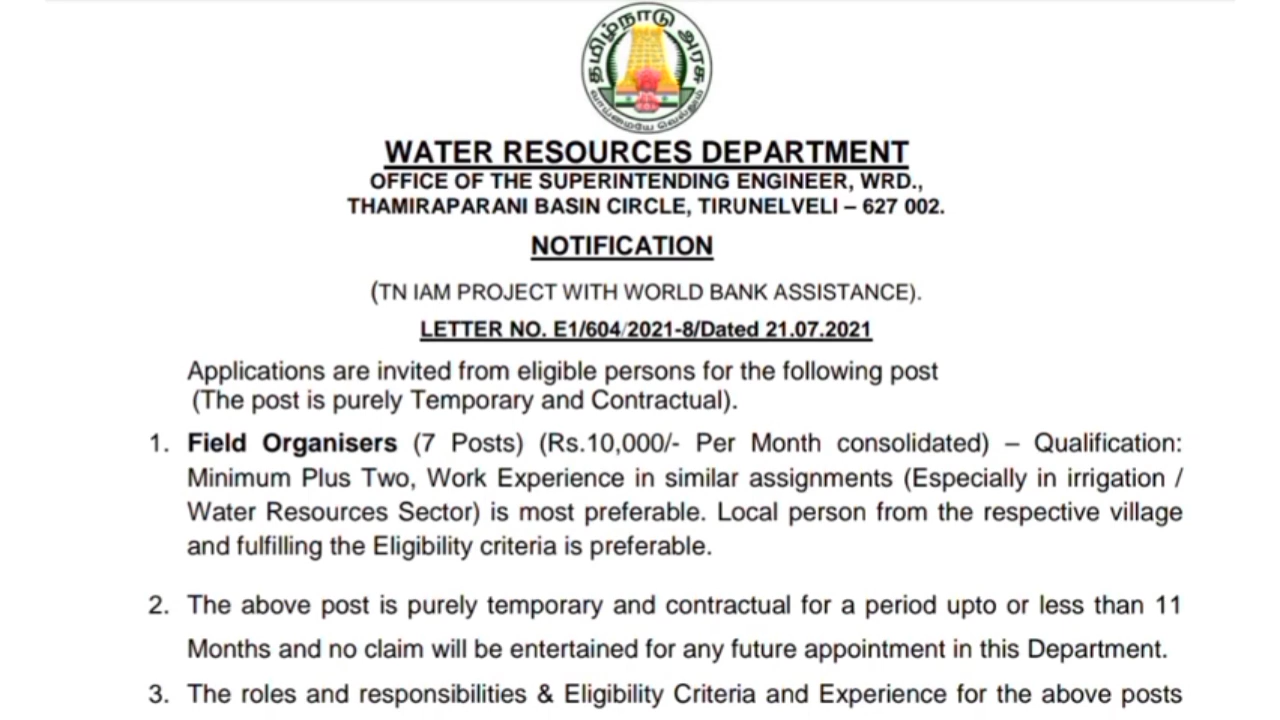 தமிழ்நாடு அரசு
வாய்மையே வெல்லும்
WATER RESOURCES DEPARTMENT
OFFICE OF THE SUPERINTENDING ENGINEER, WRD.,
THAMIRAPARANI BASIN CIRCLE, TIRUNELVELI – 627 002.
NOTIFICATION
(TN IAM PROJECT WITH WORLD BANK ASSISTANCE).
LETTER NO. E1/604/2021-8/Dated 21.07.2021
Applications are invited from eligible persons for the following post
(The post is purely Temporary and Contractual).
1. Field Organisers (7 Posts) (Rs.10,000/- Per Month consolidated) – Qualification:
Minimum Plus Two, Work Experience in similar assignments (Especially in irrigation /
Water Resources Sector) is most preferable. Local person from the respective village
and fulfilling the Eligibility criteria is preferable.
2. The above post is purely temporary and contractual for a period upto or less than 11
Months and no claim will be entertained for any future appointment in this Department.
3. The roles and responsibilities & Eligibility Criteria and Experience for the above posts